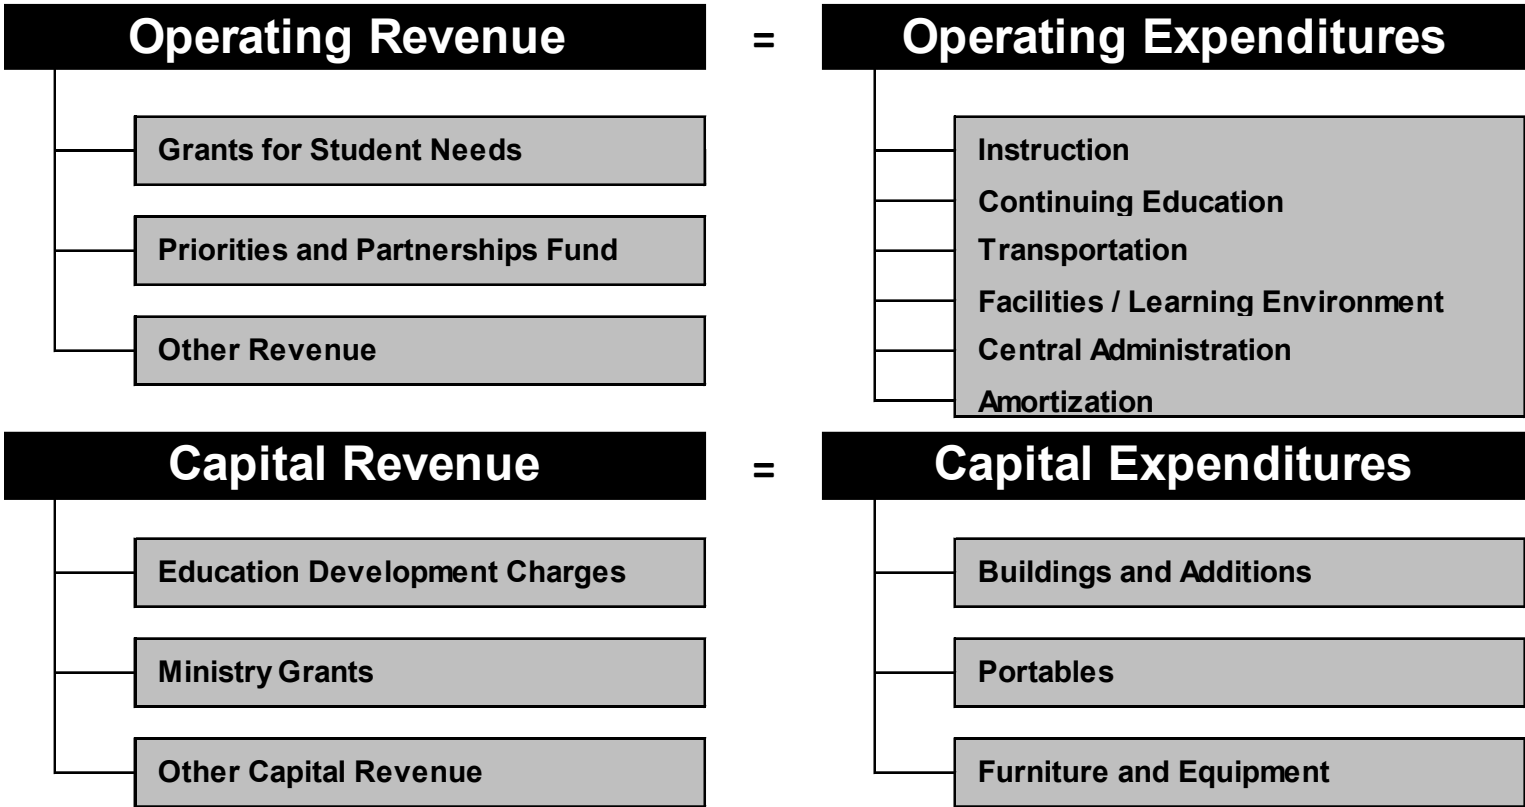 Operating Revenue = Operating Expenditures
Grants for Student Needs
Priorities and Partnerships Fund
Other Revenue
Instruction
Continuing Education
Transportation
Facilities / Learning Environment
Central Administration
Amortization
Capital Revenue = Capital Expenditures
Education Development Charges
Ministry Grants
Other Capital Revenue
Buildings and Additions
Portables
Furniture and Equipment